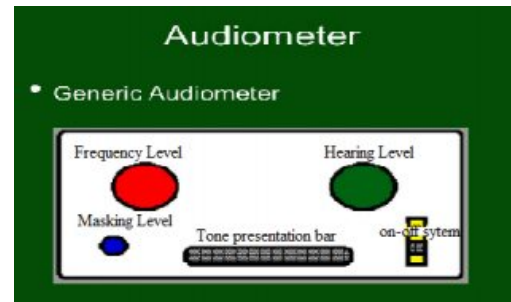 Audiometer
• Generic Audiometer
Frequency Level
Hearing Level
Masking Level
Tone presentation bar
on-off sytem